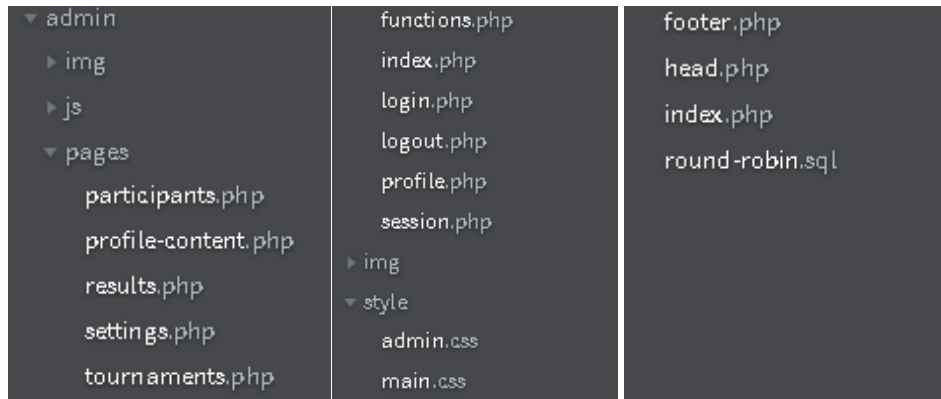 admin
img
js
pages
participants.php
profile-content.php
results.php
settings.php
tournaments.php
functions.php
index.php
login.php
logout.php
profile.php
session.php
img
style
admin.css
main.css
footer.php
head.php
index.php
round-robin.sql